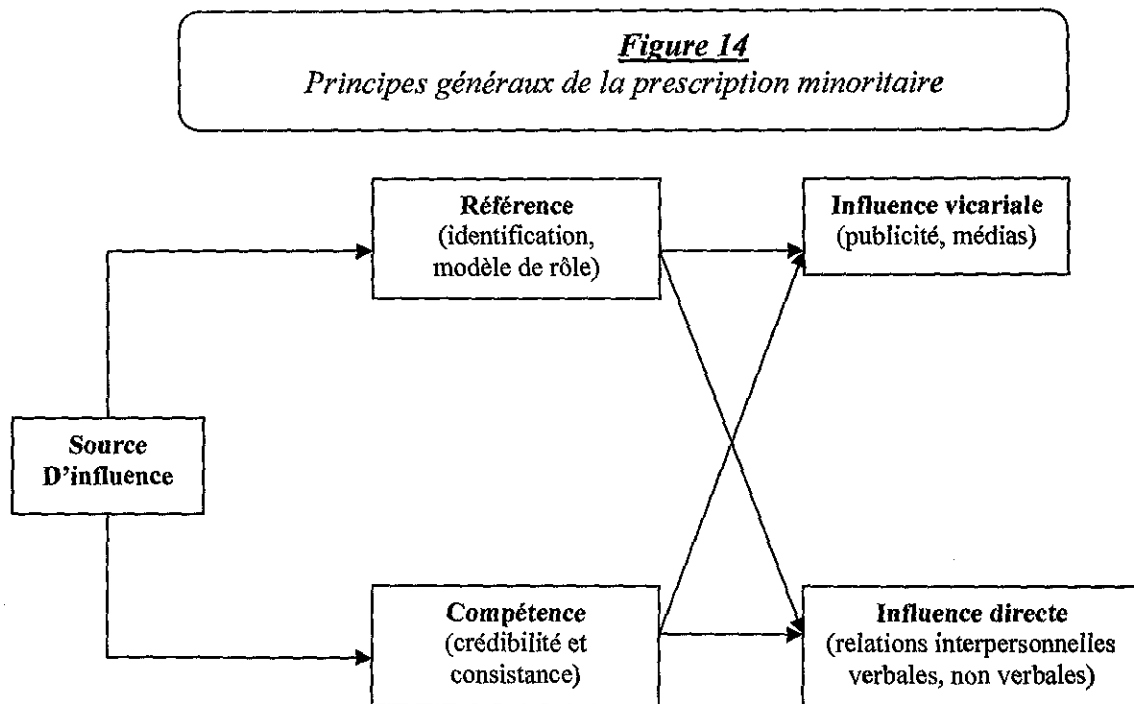 Figure 14
Principes généraux de la prescription minoritaire
Référence
(identification,
modèle de rôle)
Influence vicariale
(publicité, médias)
Source
D'influence
Compétence
(crédibilité et
consistance)
Influence directe
(relations interpersonnelles
verbales, non verbales)